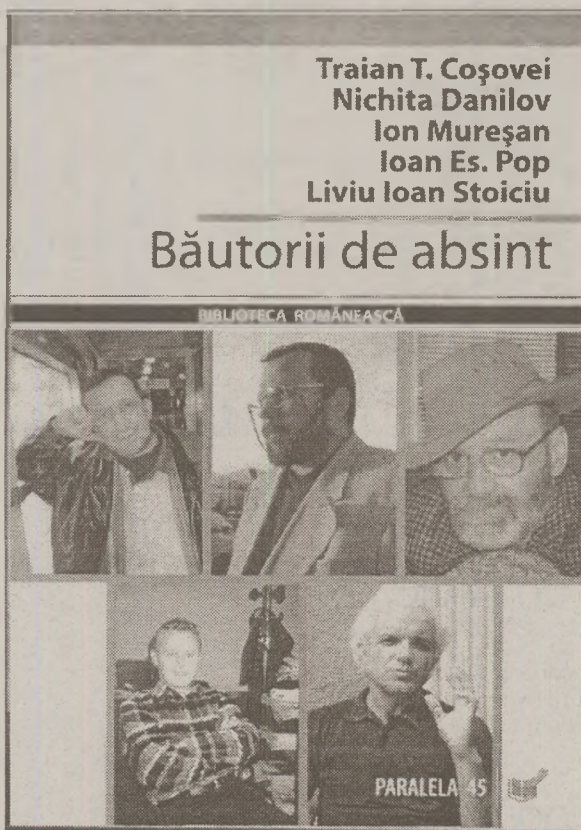 Traian T. Coşovei
Nichita Danilov
Ion Mureşan
Ioan Es. Pop
Liviu Ioan Stoiciu
Băutorii de absint
BIBLIOTECA ROMÂNEASCĂ
PARALELA 45